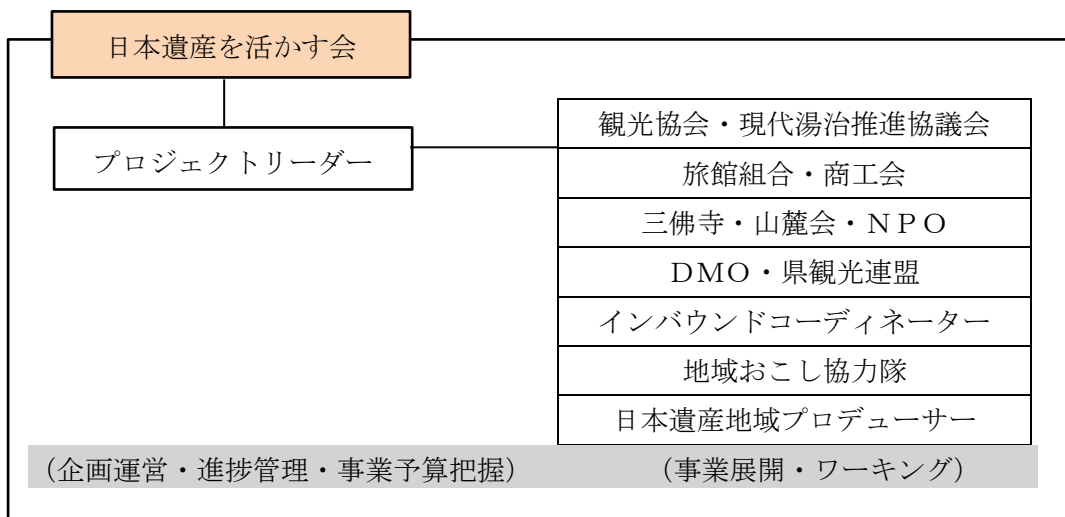 日本遺産を活かす会
プロジェクトリーダー
観光協会・現代湯治推進協議会
旅館組合・商工会
三佛寺・山麓会・ＮＰＯ
ＤＭＯ・県観光連盟
インバウンドコーディネーター
地域おこし協力隊
日本遺産地域プロデューサー
（企画運営・進捗管理・事業予算把握）
（事業展開・ワーキング）